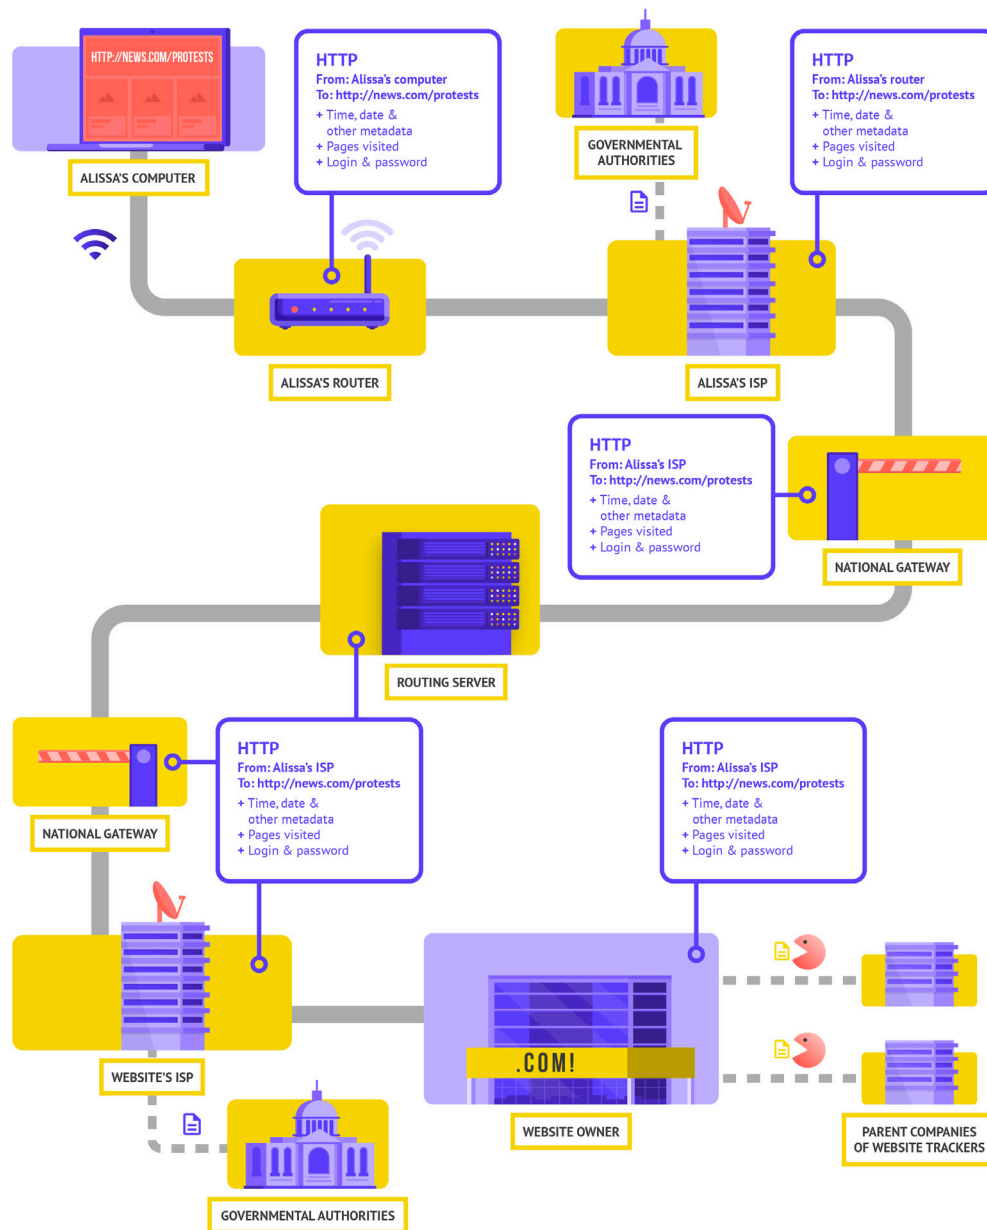 HTTP://NEWS.COM/PROTESTS
ALISSA'S COMPUTER
HTTP
From: Alissa's computer
To: http://news.com/protests
+ Time, date &
other metadata
+ Pages visited
+ Login & password
GOVERNMENTAL
AUTHORITIES
HTTP
From: Alissa's router
To: http://news.com/protests
+ Time, date &
other metadata
+ Pages visited
+ Login & password
ALISSA'S ROUTER
ALISSA'S ISP
HTTP
From: Alissa's ISP
To: http://news.com/protests
+ Time, date &
other metadata
+ Pages visited
+ Login & password
NATIONAL GATEWAY
ROUTING SERVER
NATIONAL GATEWAY
HTTP
From: Alissa's ISP
To: http://news.com/protests
+ Time, date &
other metadata
+ Pages visited
+ Login & password
HTTP
From: Alissa's ISP
To: http://news.com/protests
+ Time, date &
other metadata
+ Pages visited
+ Login & password
WEBSITE'S ISP
.COM!
WEBSITE OWNER
PARENT COMPANIES
OF WEBSITE TRACKERS
GOVERNMENTAL AUTHORITIES